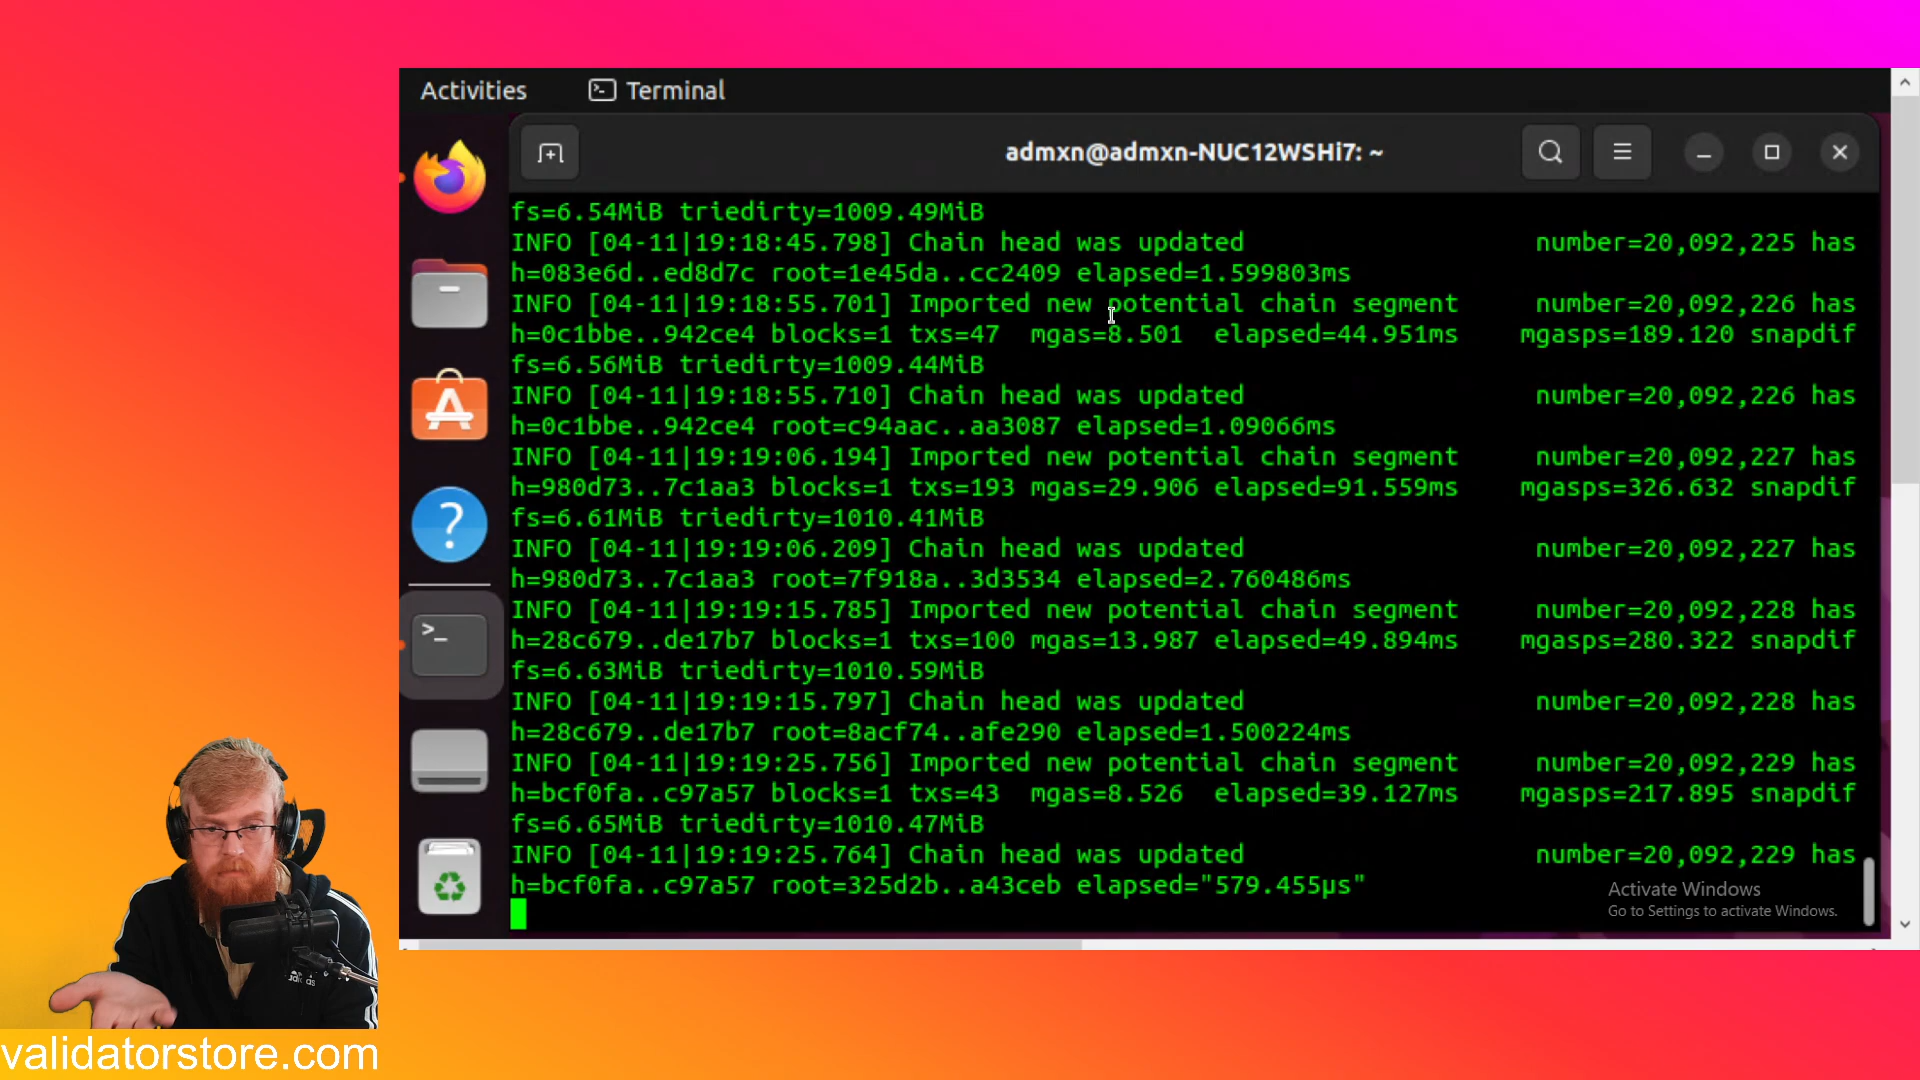 Activities Terminal
admxn@admxn-NUC12WSHi7: ~
fs=6.54MiB triedirty=1009.49MiB
INFO [04-11|19:18:45.798] Chain head was updated number=20,092,225 has
h=083e6d..ed8d7c root=1e45da..cc2409 elapsed=1.599803ms
INFO [04-11|19:18:55.701] Imported new potential chain segment number=20,092,226 has
h=0c1bbe..942ce4 blocks=1 txs=47 mgas=8.501 elapsed=44.951ms mgasps=189.120 snapdif
fs=6.56MiB triedirty=1009.44MiB
INFO [04-11|19:18:55.710] Chain head was updated number=20,092,226 has
h=0c1bbe..942ce4 root=c94aac..aa3087 elapsed=1.09066ms
INFO [04-11|19:19:06.194] Imported new potential chain segment number=20,092,227 has
h=980d73..7c1aa3 blocks=1 txs=193 mgas=29.906 elapsed=91.559ms mgasps=326.632 snapdif
fs=6.61MiB triedirty=1010.41MiB
INFO [04-11|19:19:06.209] Chain head was updated number=20,092,227 has
h=980d73..7c1aa3 root=7f918a..3d3534 elapsed=2.760486ms
INFO [04-11|19:19:15.785] Imported new potential chain segment number=20,092,228 has
h=28c679..de17b7 blocks=1 txs=100 mgas=13.987 elapsed=49.894ms mgasps=280.322 snapdif
fs=6.63MiB triedirty=1010.59MiB
INFO [04-11|19:19:15.797] Chain head was updated number=20,092,228 has
h=28c679..de17b7 root=8acf74..afe290 elapsed=1.500224ms
INFO [04-11|19:19:25.756] Imported new potential chain segment number=20,092,229 has
h=bcf0fa..c97a57 blocks=1 txs=43 mgas=8.526 elapsed=39.127ms mgasps=217.895 snapdif
fs=6.65MiB triedirty=1010.47MiB
INFO [04-11|19:19:25.764] Chain head was updated number=20,092,229 has
h=bcf0fa..c97a57 root=325d2b..a43ceb elapsed="579.455µs"
Activate Windows
Go to Settings to activate Windows.
validatorstore.com